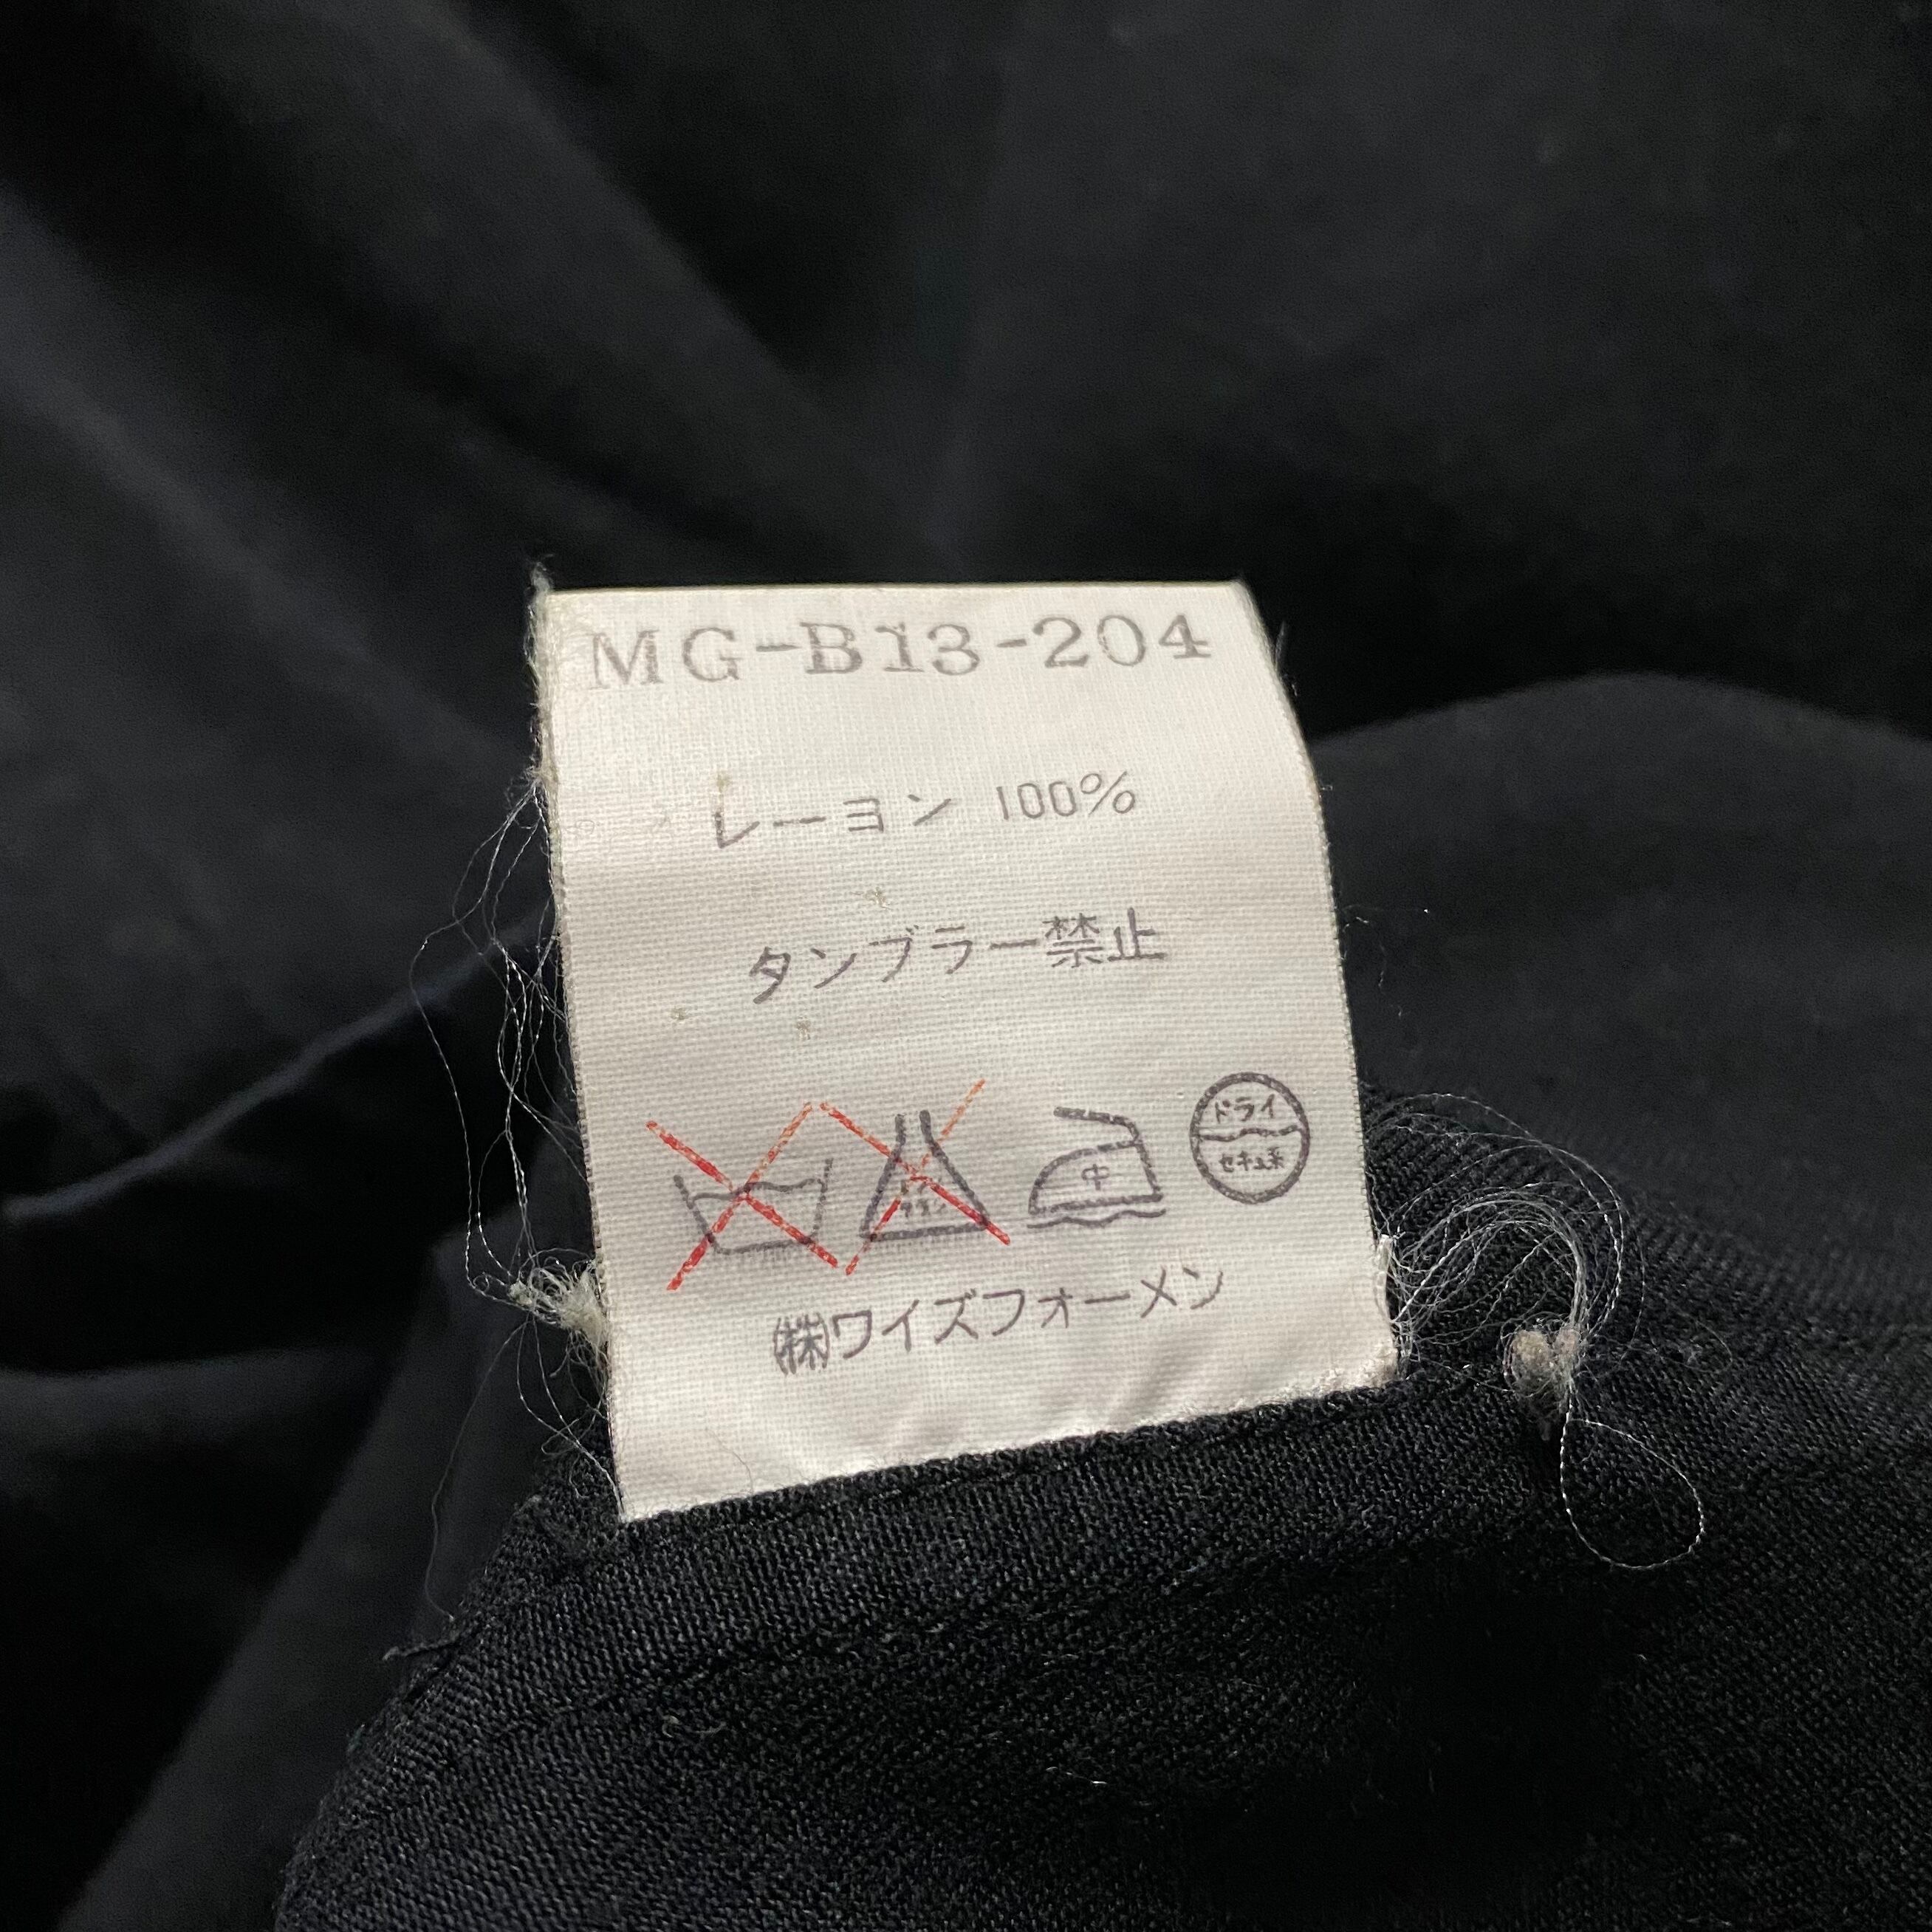 MG-B13-204
レーヨン 100%
タンブラー禁止
中
ドライ
セキユ系
㈱ワイズフォーメン